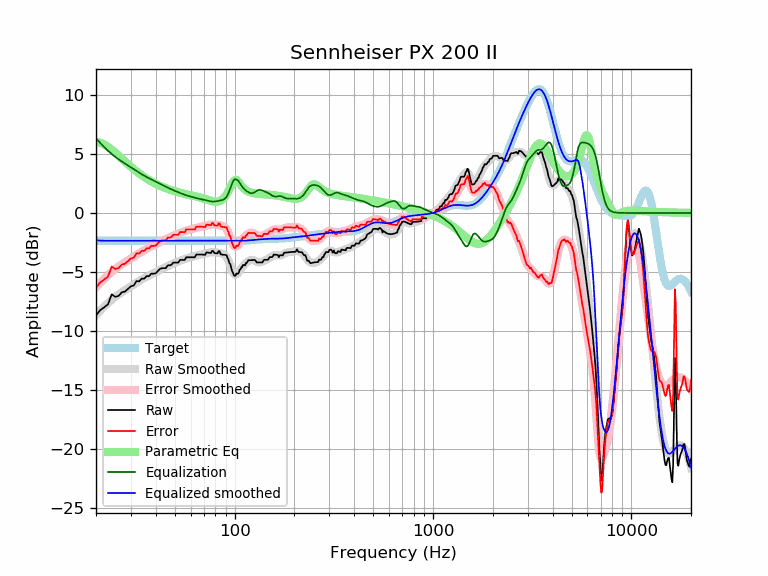 Sennheiser PX 200 II
Amplitude (dBr)
10
5
0
−5
−10
−15
−20
−25
Target
Raw Smoothed
Error Smoothed
Raw
Error
Parametric Eq
Equalization
Equalized smoothed
100
1000
10000
Frequency (Hz)